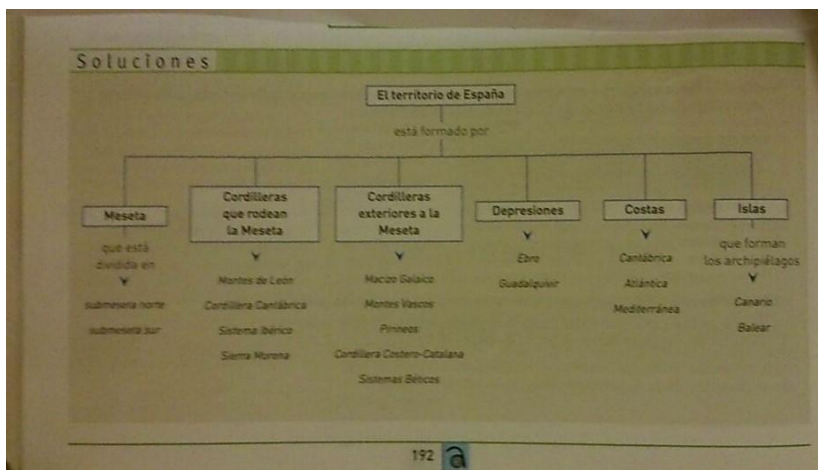 Soluciones
El territorio de España
está formado por
Meseta
que está
dividida en
submeseta norte
submeseta sur
Cordilleras
que rodean
la Meseta
Montes de León
Cordillera Cantábrica
Sistema Ibérico
Sierra Morena
Cordilleras
exteriores a la
Meseta
Macizo Galaico
Montes Vascos
Pirineos
Cordillera Costero-Catalana
Sistemas Béticos
Depresiones
Ebro
Guadalquivir
Costas
Cantábrica
Atlántica
Mediterránea
Islas
que forman
los archipiélagos
Canario
Balear
192
a